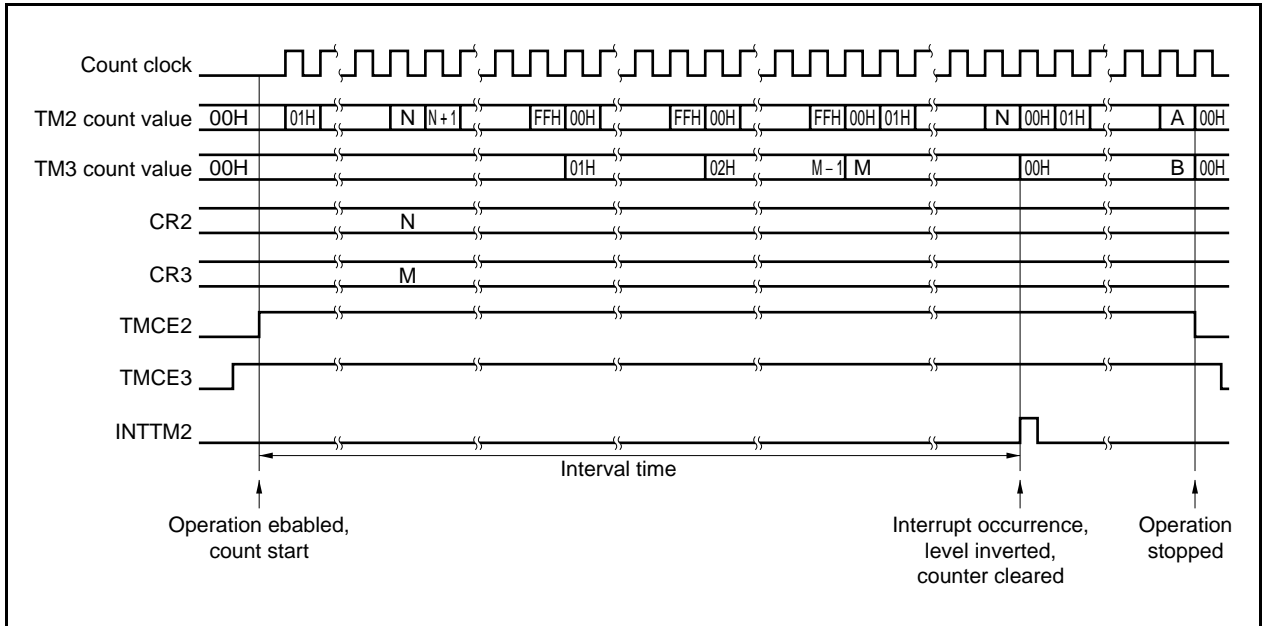 Count clock
TM2 count value 00H 01H N N + 1 FFH 00H FFH 00H FFH 00H 01H N 00H 01H A 00H
TM3 count value 00H 01H 02H M – 1 M 00H B 00H
CR2 N
CR3 M
TMCE2
TMCE3
INTTM2
Interval time
Operation ebabled,
count start
Interrupt occurrence,
level inverted,
counter cleared
Operation
stopped